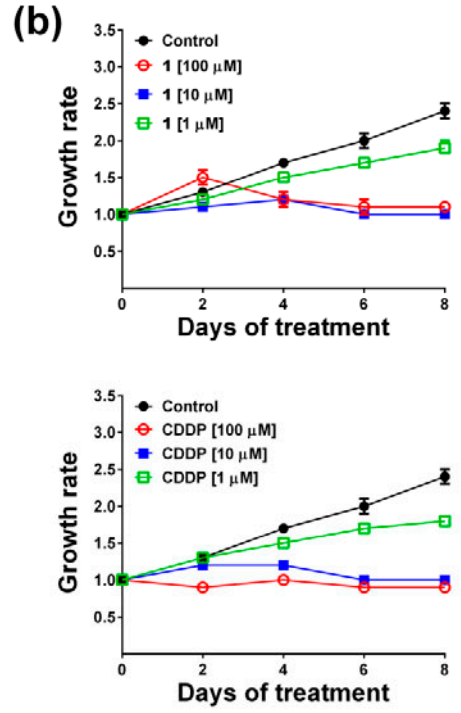 (b)
3.5
3.0
2.5
2.0
1.5
1.0
0.5
Growth rate
Control
1 [100 μM]
1 [10 μM]
1 [1 μM]
0 2 4 6 8
Days of treatment
3.5
3.0
2.5
2.0
1.5
1.0
0.5
Growth rate
Control
CDDP [100 μM]
CDDP [10 μM]
CDDP [1 μM]
0 2 4 6 8
Days of treatment